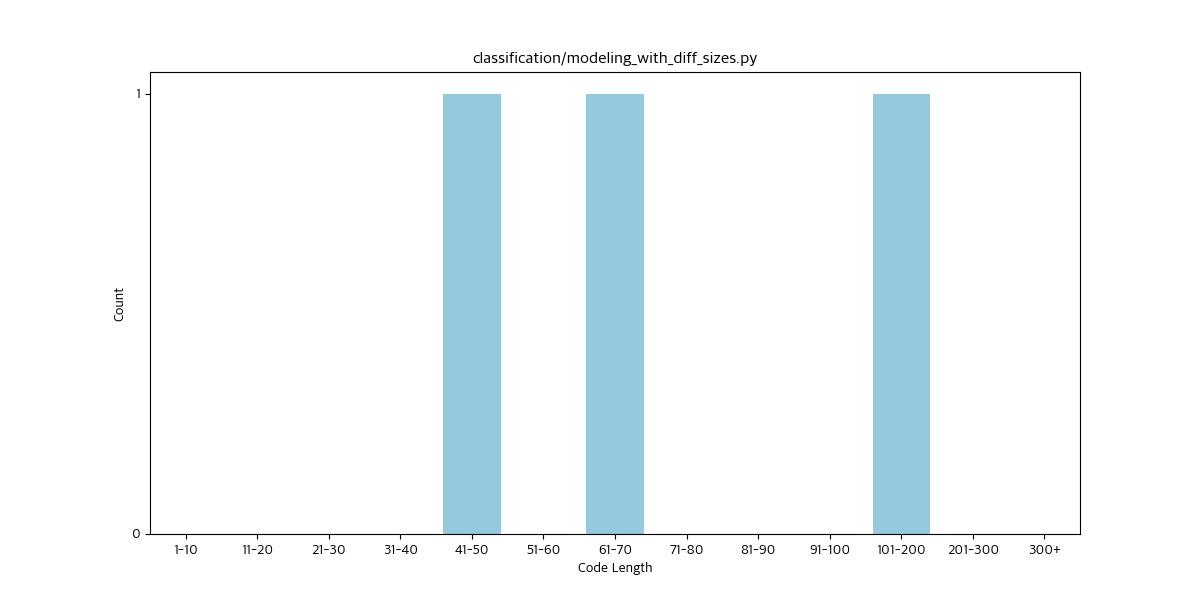 classification/modeling_with_diff_sizes.py
1
Count
0
1-10 11-20 21-30 31-40 41-50 51-60 61-70 71-80 81-90 91-100 101-200 201-300 300+
Code Length